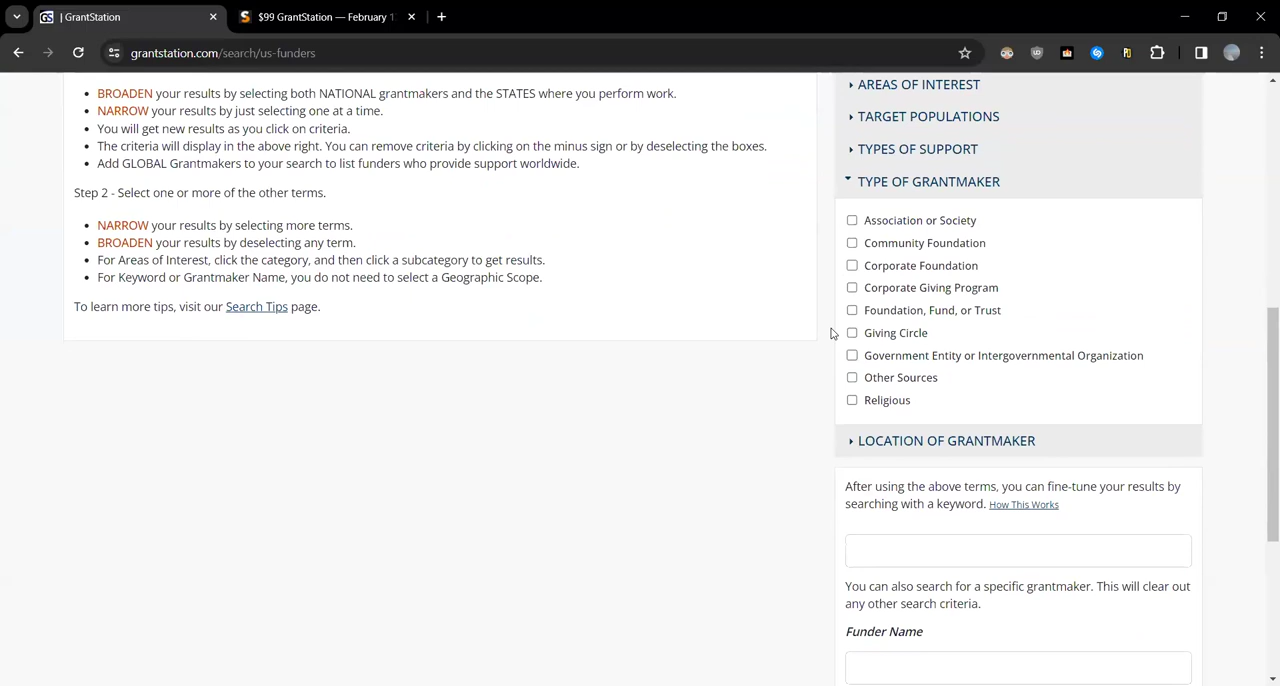 | GrantStation
$99 GrantStation — February 1
grantstation.com/search/us-funders
BROADEN your results by selecting both NATIONAL grantmakers and the STATES where you perform work.
NARROW your results by just selecting one at a time.
You will get new results as you click on criteria.
The criteria will display in the above right. You can remove criteria by clicking on the minus sign or by deselecting the boxes.
Add GLOBAL Grantmakers to your search to list funders who provide support worldwide.
Step 2 - Select one or more of the other terms.
NARROW your results by selecting more terms.
BROADEN your results by deselecting any term.
For Areas of Interest, click the category, and then click a subcategory to get results.
For Keyword or Grantmaker Name, you do not need to select a Geographic Scope.
To learn more tips, visit our Search Tips page.
AREAS OF INTEREST
TARGET POPULATIONS
TYPES OF SUPPORT
TYPE OF GRANTMAKER
Association or Society
Community Foundation
Corporate Foundation
Corporate Giving Program
Foundation, Fund, or Trust
Giving Circle
Government Entity or Intergovernmental Organization
Other Sources
Religious
LOCATION OF GRANTMAKER
After using the above terms, you can fine-tune your results by
searching with a keyword. How This Works
You can also search for a specific grantmaker. This will clear out
any other search criteria.
Funder Name